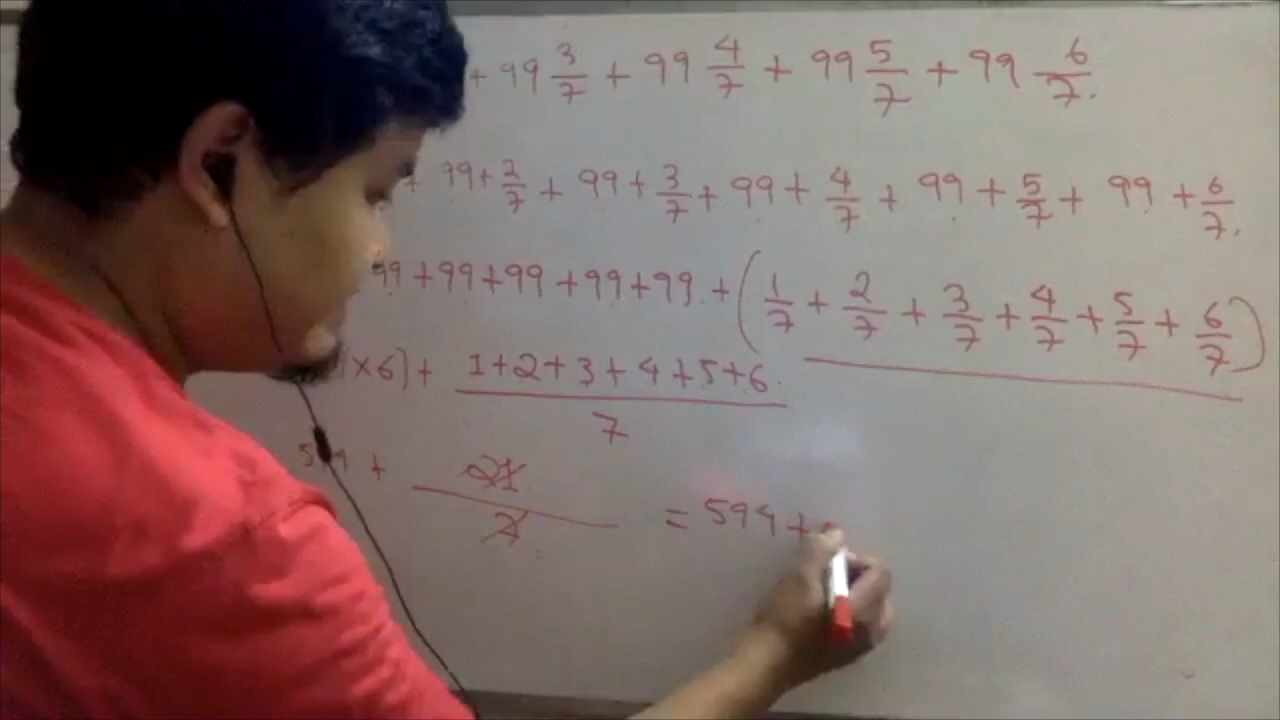 + 99 3/7 + 99 4/7 + 99 5/7 + 99 6/7.
+ 99 + 2/7 + 99 + 3/7 + 99 + 4/7 + 99 + 5/7 + 99 + 6/7.
99 + 99 + 99 + 99 + 99 + (1/7 + 2/7 + 3/7 + 4/7 + 5/7 + 6/7)
×6) + 1+2+3+4+5+6/7
594 + 21/7 = 594 +